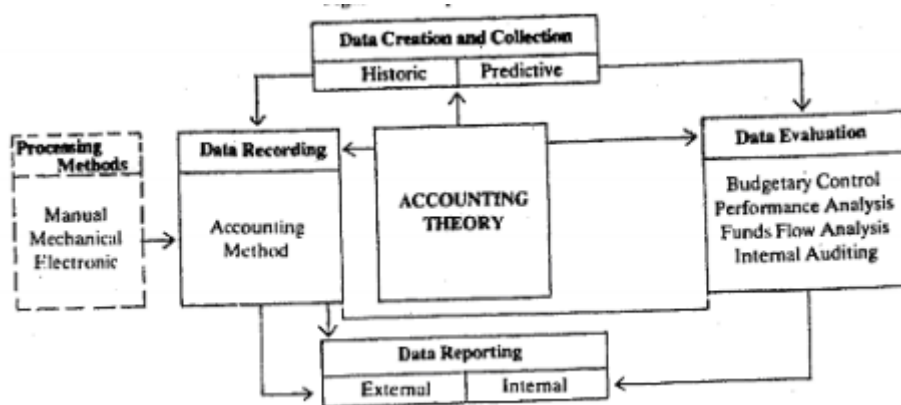 Data Creation and Collection
Historic
Predictive
Processing
Methods
Manual
Mechanical
Electronic
Data Recording
Accounting
Method
ACCOUNTING
THEORY
Data Evaluation
Budgetary Control
Performance Analysis
Funds Flow Analysis
Internal Auditing
Data Reporting
External
Internal